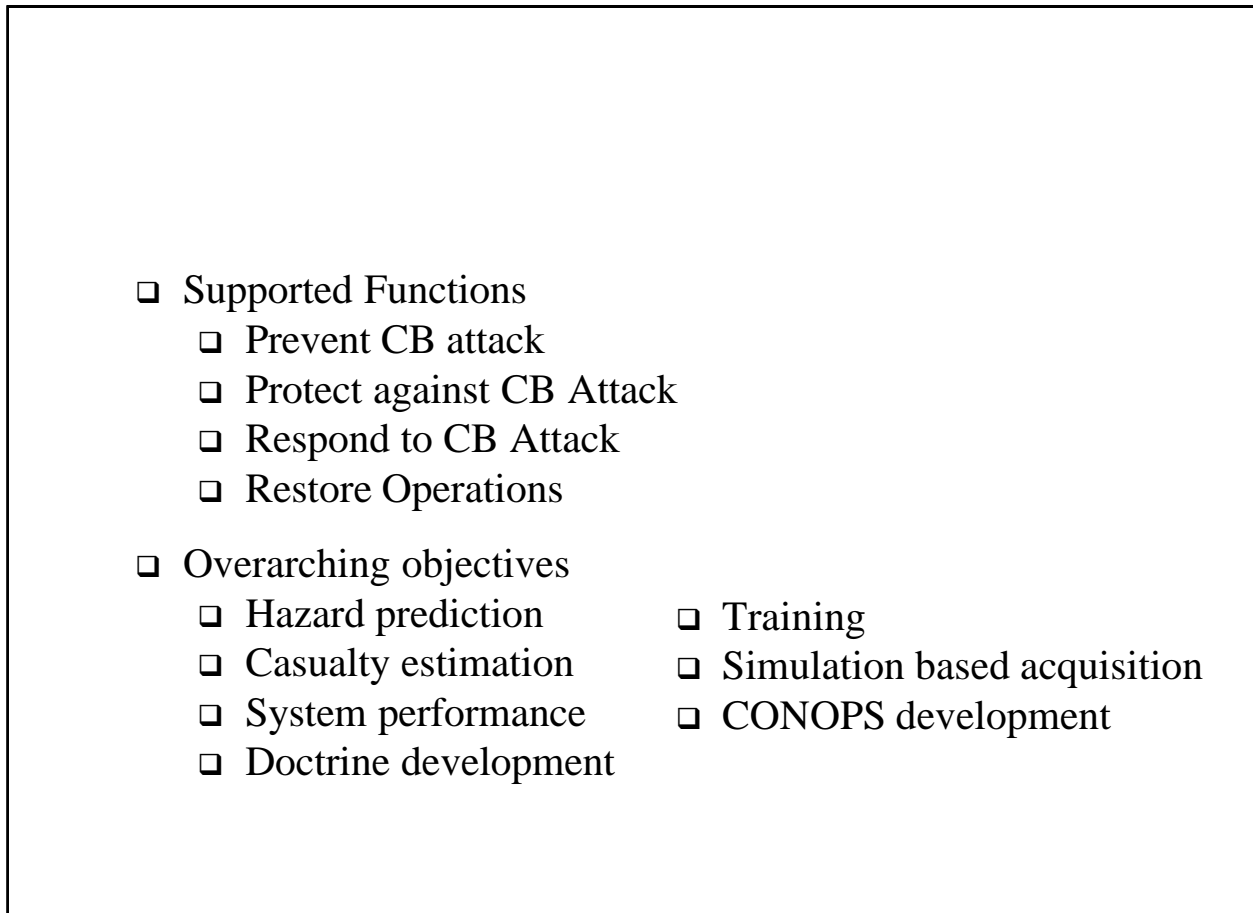 Supported Functions
Prevent CB attack
Protect against CB Attack
Respond to CB Attack
Restore Operations
Overarching objectives
Hazard prediction
Casualty estimation
System performance
Doctrine development
Training
Simulation based acquisition
CONOPS development